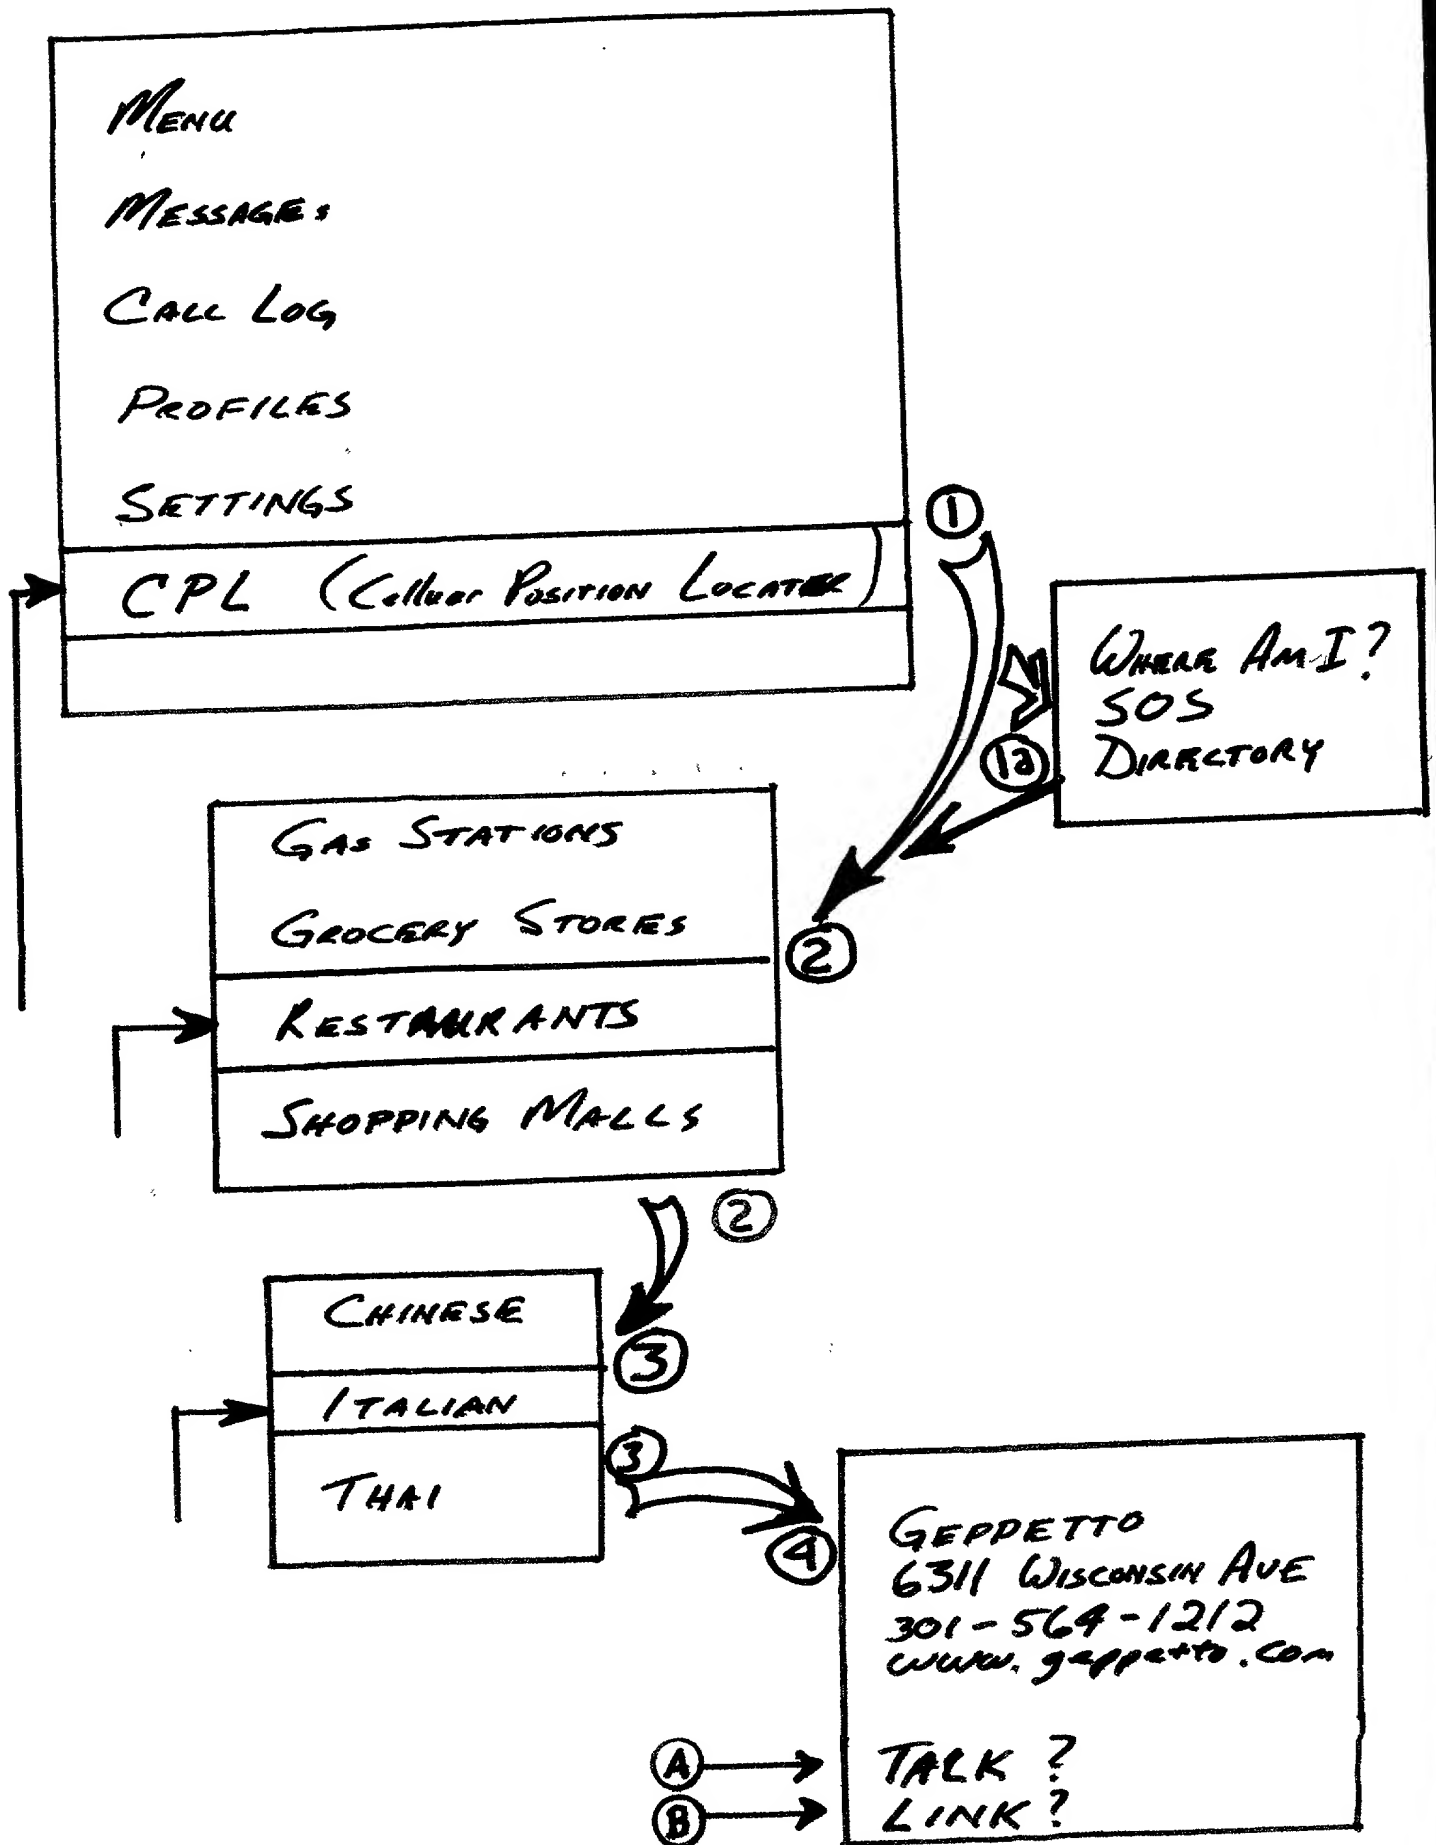 MENU
MESSAGES
CALL LOG
PROFILES
SETTINGS
1
CPL (Celluar POSITION LOCATER)
WHERE AM I?
SOS
DIRECTORY
1a
GAS STATIONS
GROCERY STORES
2
RESTAURANTS
SHOPPING MALLS
2
CHINESE
3
ITALIAN
3
THAI
4
GEPPETTO
6311 WISCONSIN AVE
301-564-1212
www.geppetto.com
A
TALK?
B
LINK?